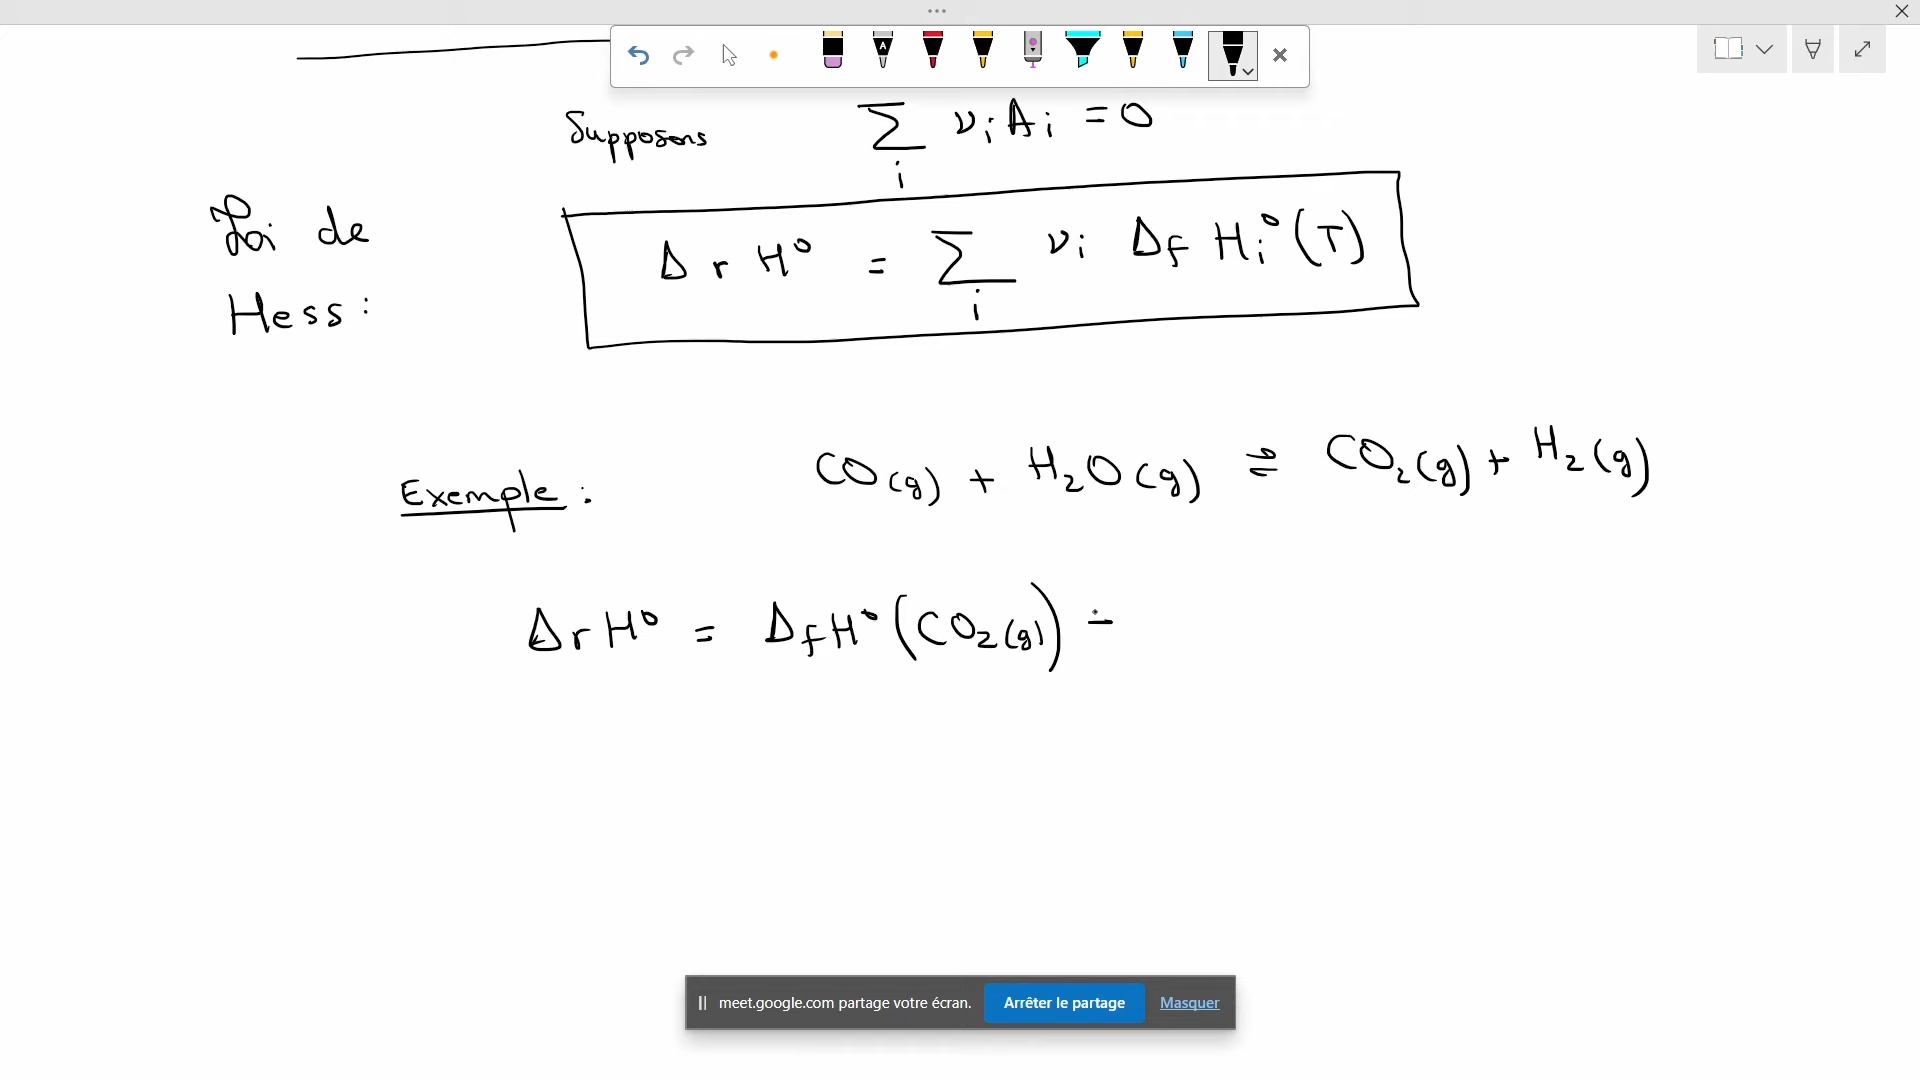 Supposons ∑ᵢ νᵢAᵢ = 0
Loi de
Hess :
ΔrH° = ∑ᵢ νᵢ ΔfHᵢ°(T)
Exemple : CO(g) + H₂O(g) ⇌ CO₂(g) + H₂(g)
ΔrH° = ΔfH°(CO₂(g)) -
meet.google.com partage votre écran. Arrêter le partage Masquer